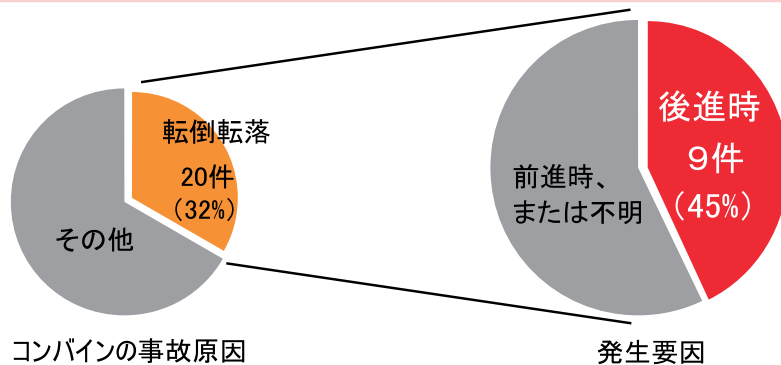 転倒転落
20件
（32%）
その他
コンバインの事故原因
後進時
９件
（45%）
前進時、
または不明
発生要因